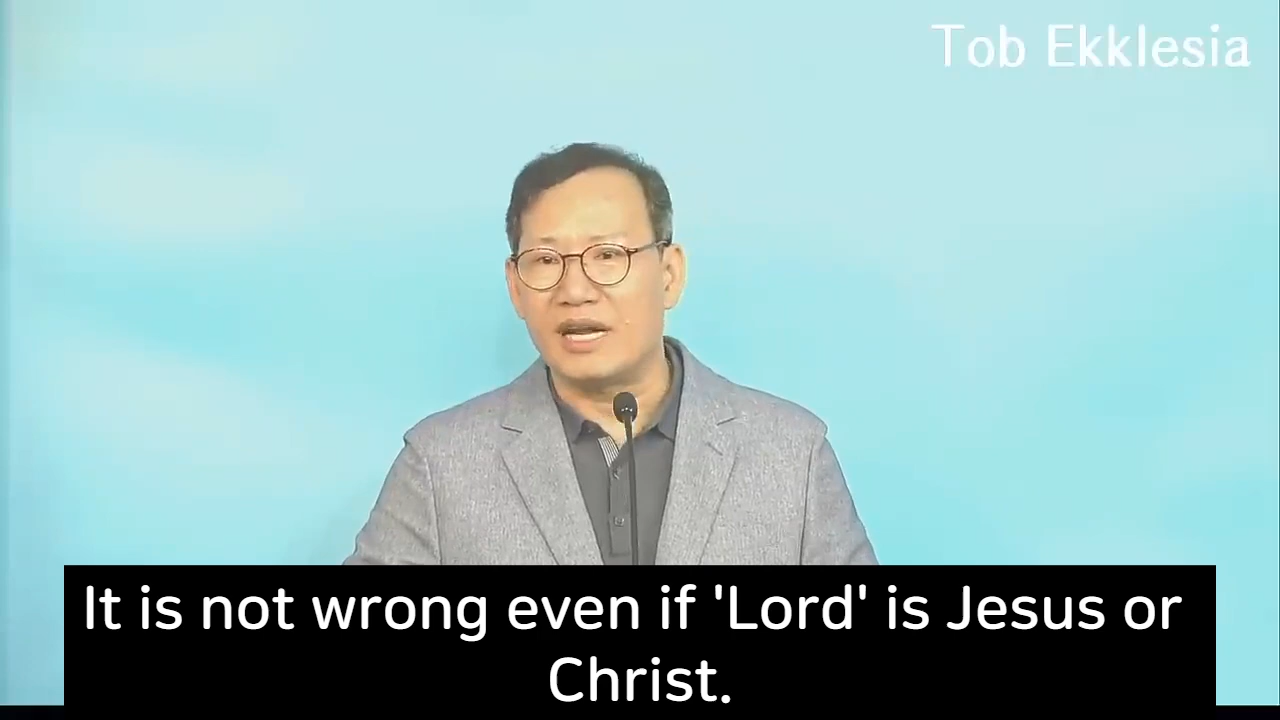 Tob Ekklesia
It is not wrong even if 'Lord' is Jesus or
Christ.